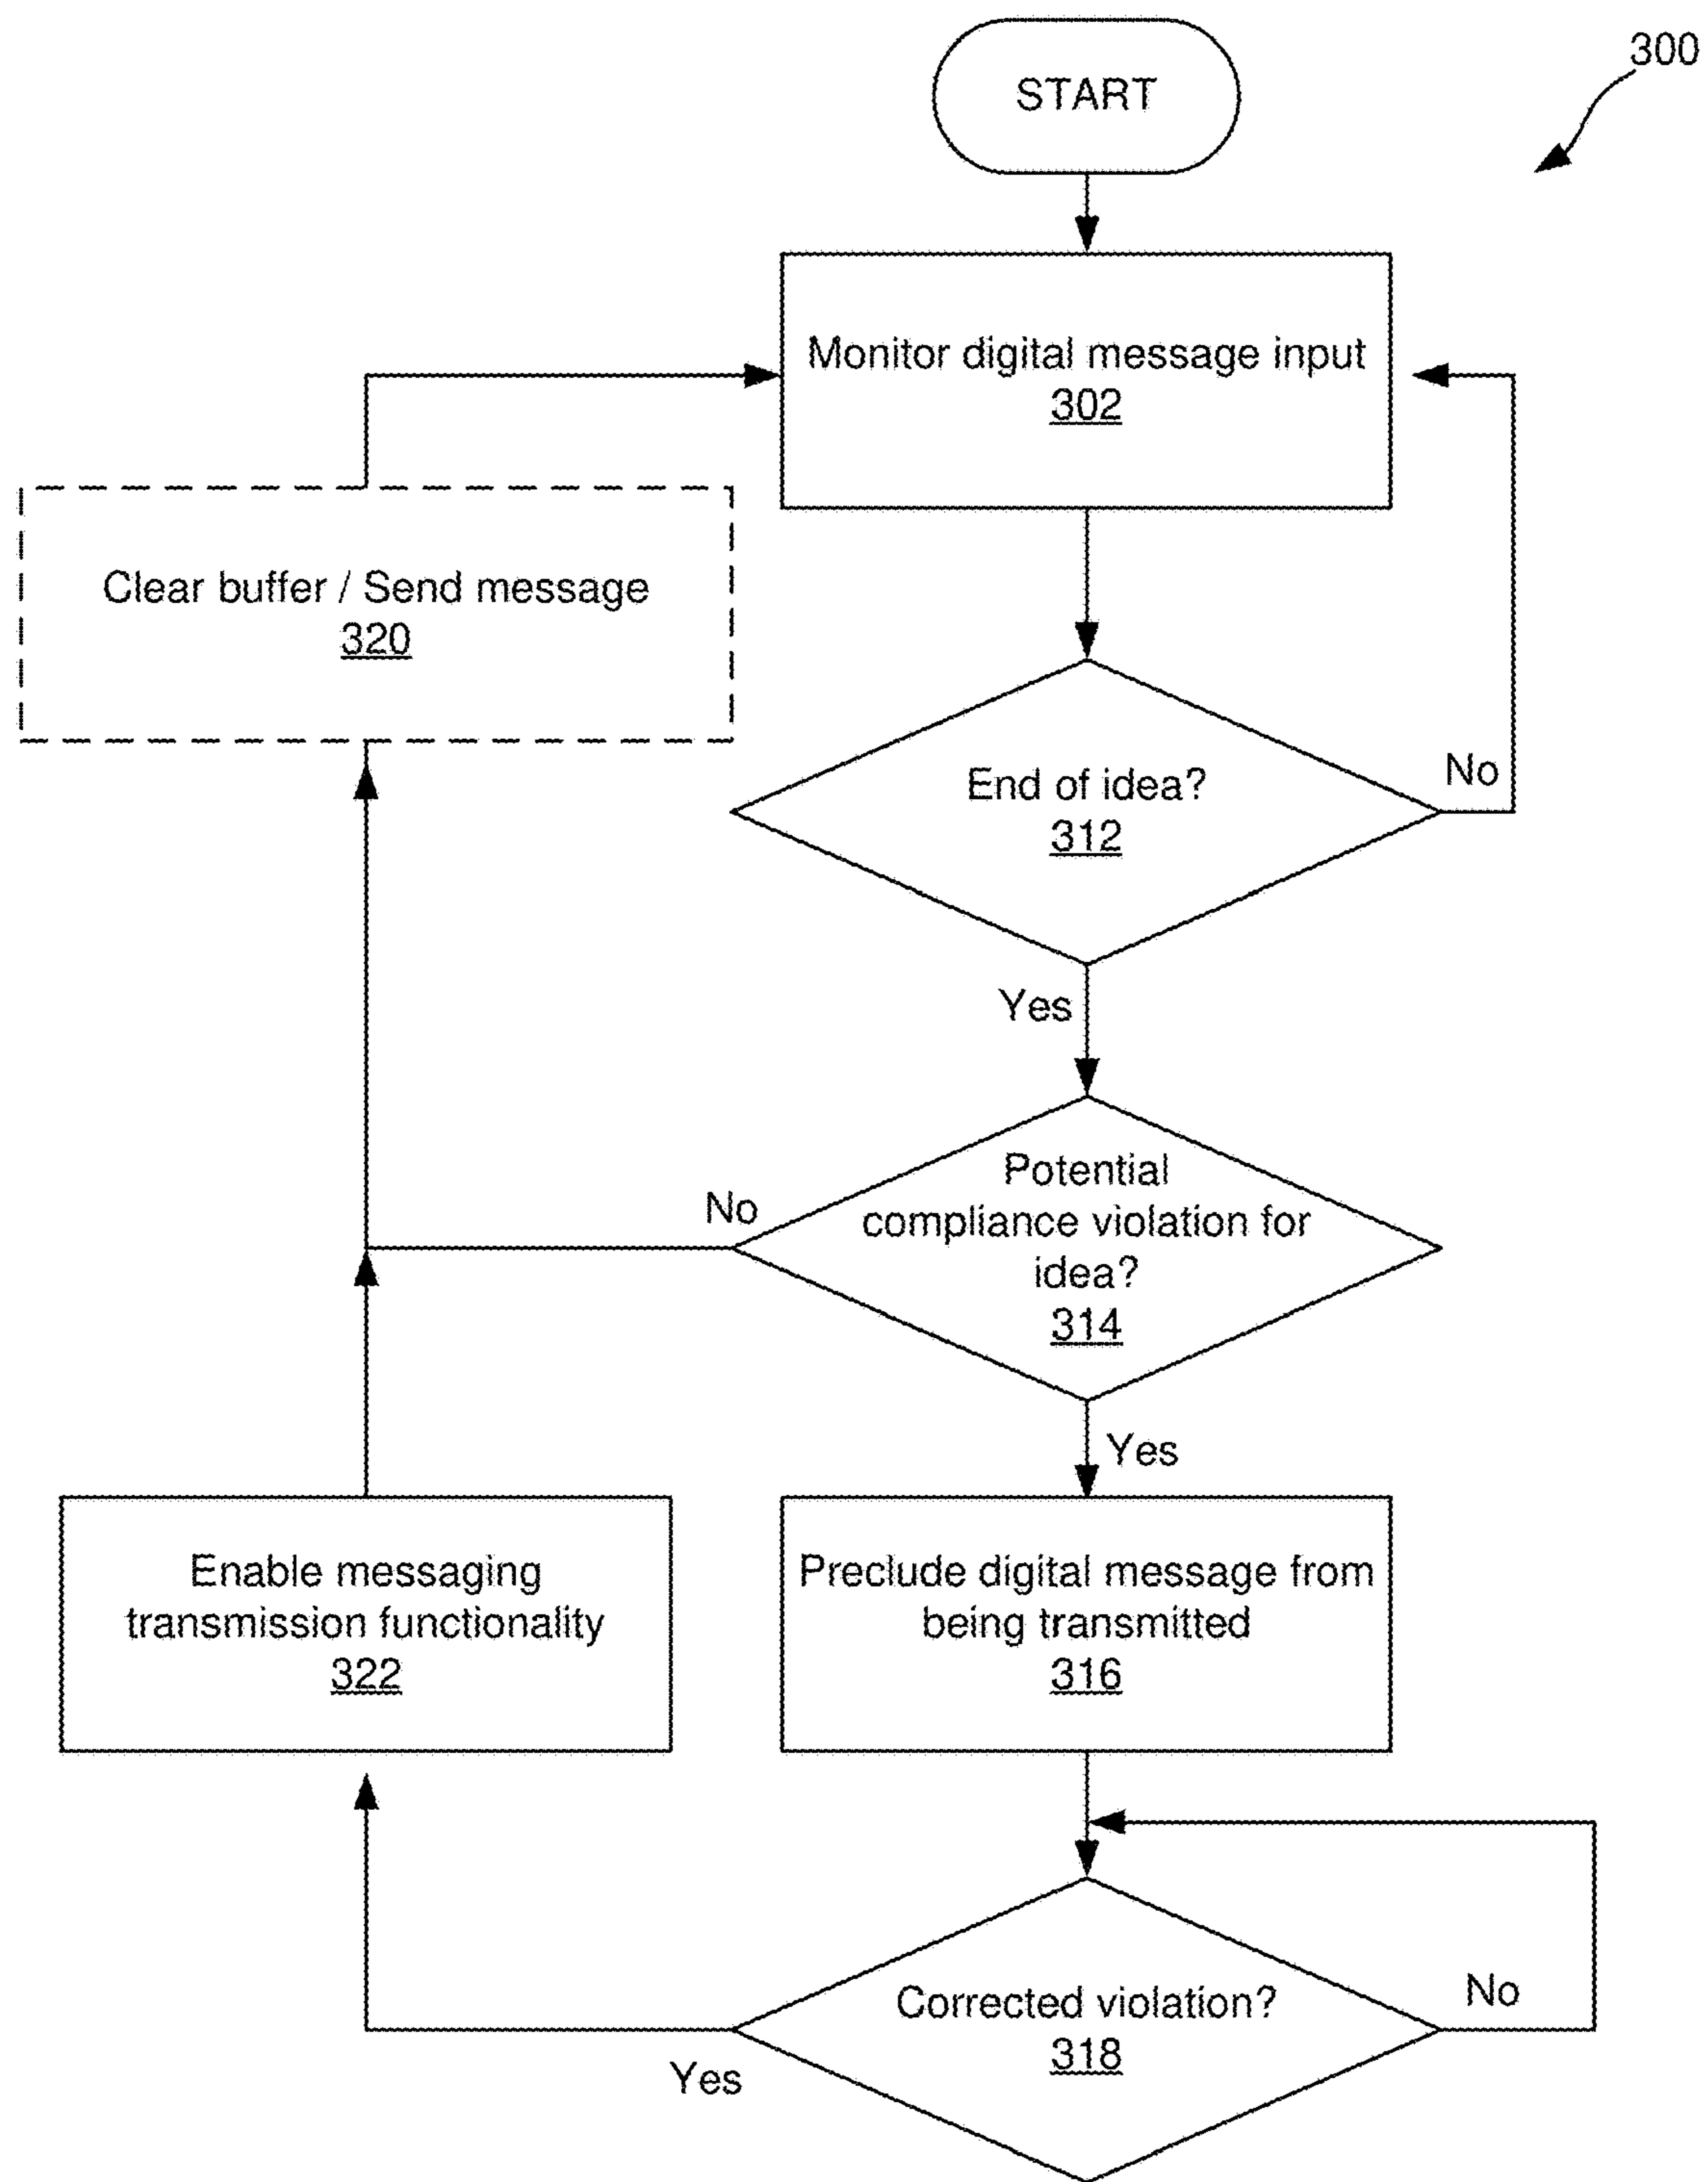 300
START
Monitor digital message input
302
Clear buffer / Send message
320
End of idea?
312
No
Yes
Potential
compliance violation for
idea?
314
No
Yes
Enable messaging
transmission functionality
322
Preclude digital message from
being transmitted
316
Corrected violation?
318
No
Yes